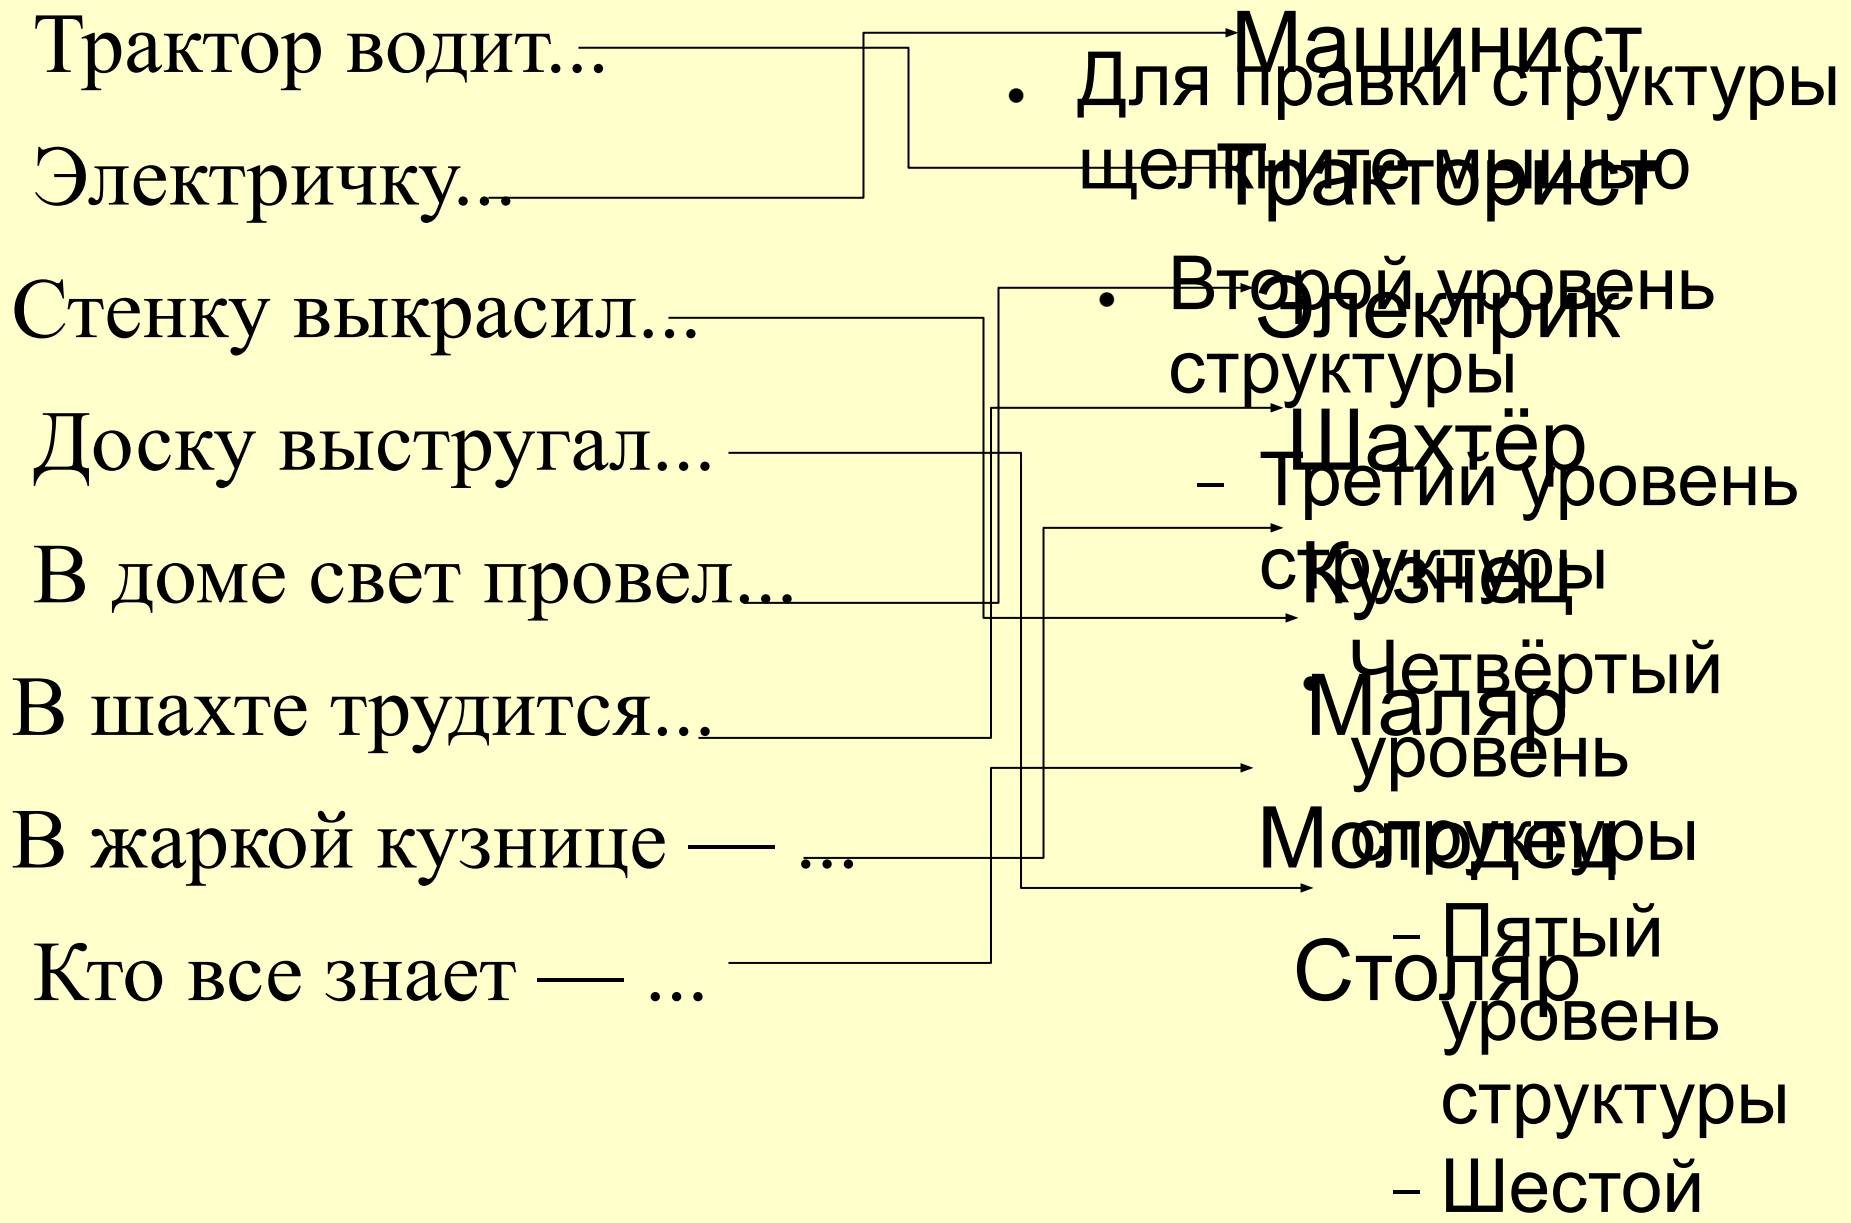 Трактор водит...
Электричку...
Стенку выкрасил...
Доску выстругал...
В доме свет провел...
В шахте трудится...
В жаркой кузнице — ...
Кто все знает — ...
Машинист
Тракторист
Электрик
Шахтёр
Кузнец
Маляр
Молодец
Столяр
• Для правки структуры
щелкните мышью
• Второй уровень
структуры
– Третий уровень
структуры
• Четвёртый
уровень
структуры
– Пятый
уровень
структуры
– Шестой